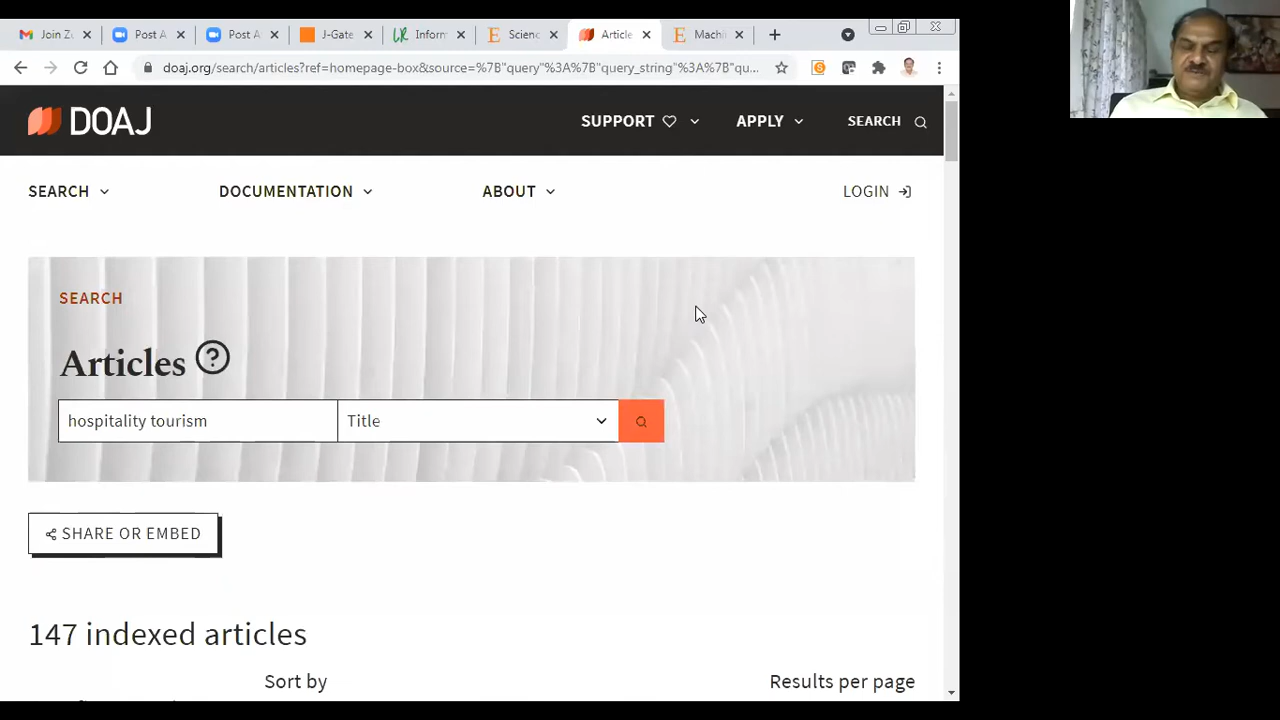 Join Zu
Post A
Post A
J-Gate
Inform
Scienc
Article
Machi
doaj.org/search/articles?ref=homepage-box&source=%7B"query"%3A%7B"query_string"%3A%7B"qu...
DOAJ
SUPPORT
APPLY
SEARCH
SEARCH
DOCUMENTATION
ABOUT
LOGIN
SEARCH
Articles ?
hospitality tourism
Title
SHARE OR EMBED
147 indexed articles
Sort by
Results per page